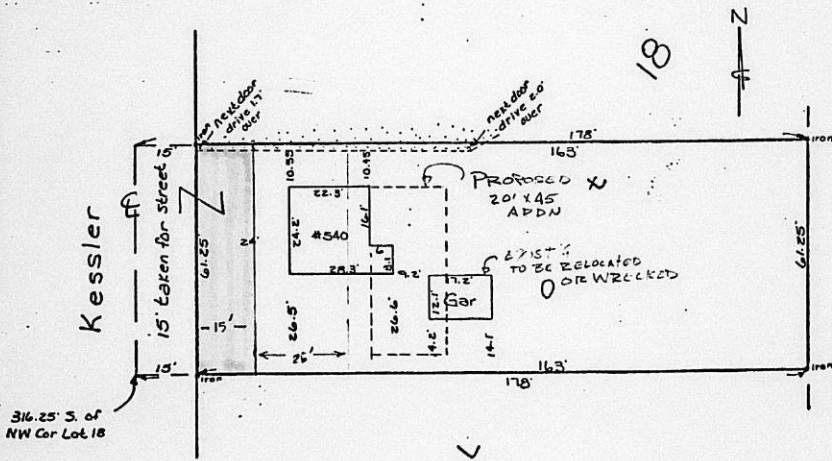 18
N
next door
drive 1.7'
over
next door
drive 2.0'
over
iron
178'
iron
15'
163'
10.55
10.45
PROPOSED
20' X 45
ADDN
Kessler
15' taken for street
61.25'
24'
22.3'
16.1'
24.2'
#540
28.3'
8.1
9.2'
EXIST'G
TO BE RELOCATED
OR WRECKED
17.2'
12.1'
Gar
61.25'
15'
26.5'
26.6'
26'
14.2'
14.1'
163'
15'
iron
178'
iron
316.25' S. of
NW Cor Lot 18